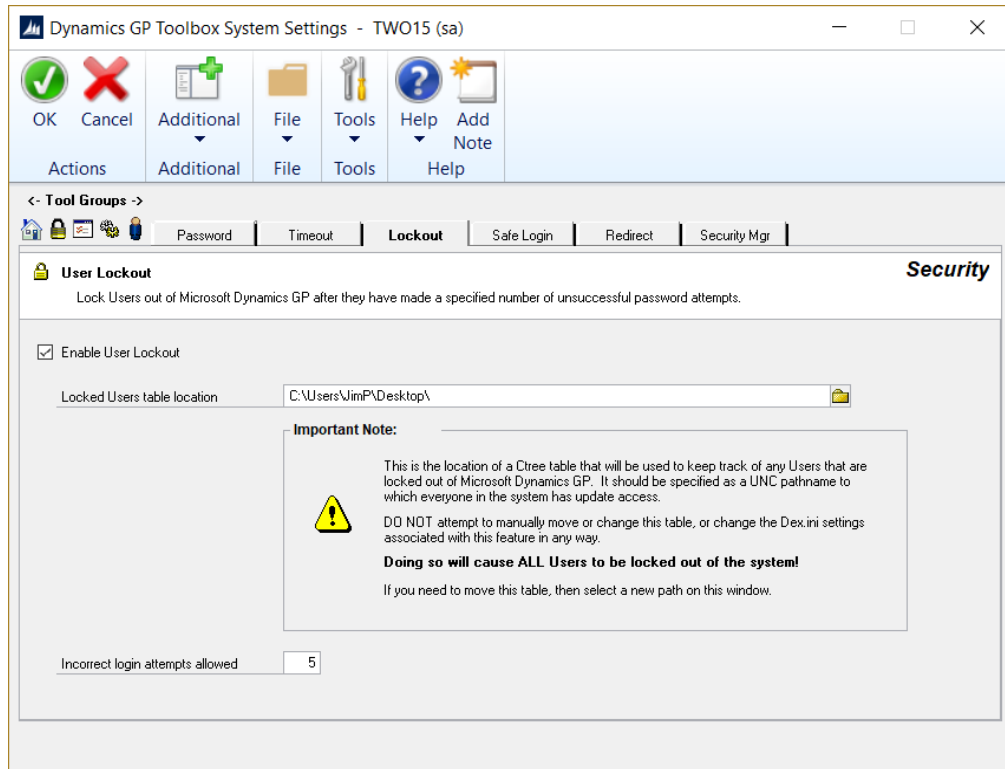 Dynamics GP Toolbox System Settings - TWO15 (sa)
OK Cancel Additional File Tools Help Add Note
Actions Additional File Tools Help
<- Tool Groups ->
Password Timeout Lockout Safe Login Redirect Security Mgr
User Lockout
Security
Lock Users out of Microsoft Dynamics GP after they have made a specified number of unsuccessful password attempts.
Enable User Lockout
Locked Users table location C:\Users\JimP\Desktop\
Important Note:
This is the location of a Ctree table that will be used to keep track of any Users that are
locked out of Microsoft Dynamics GP. It should be specified as a UNC pathname to
which everyone in the system has update access.
DO NOT attempt to manually move or change this table, or change the Dex.ini settings
associated with this feature in any way.
Doing so will cause ALL Users to be locked out of the system!
If you need to move this table, then select a new path on this window.
Incorrect login attempts allowed 5